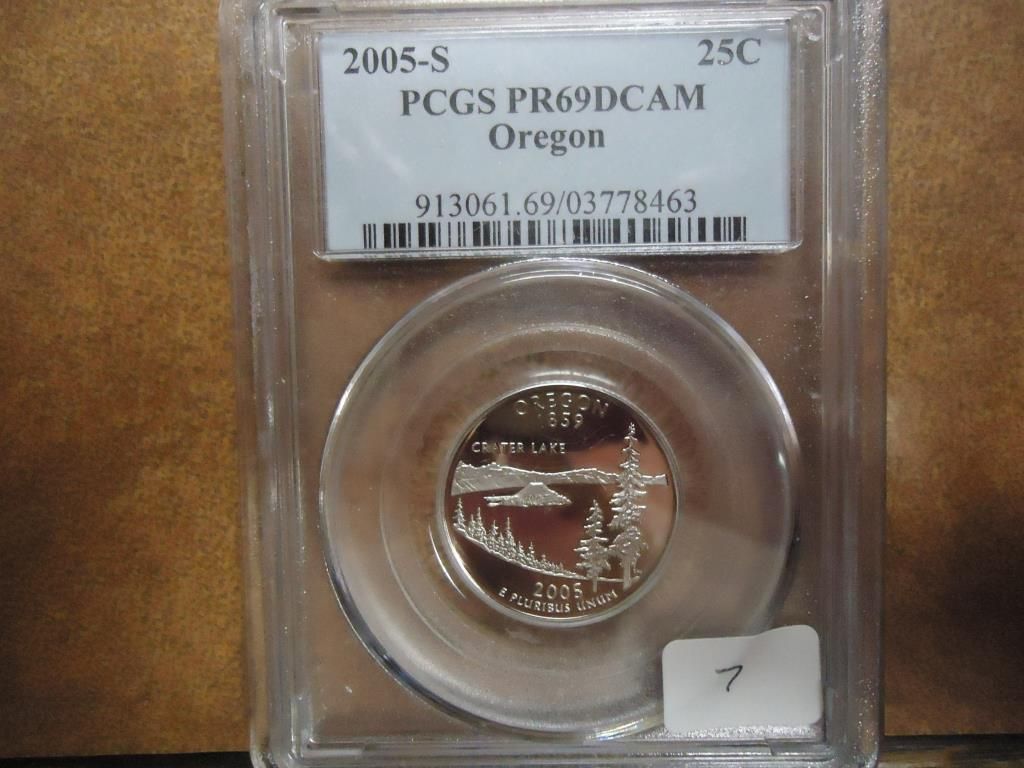 2005-S 25C
PCGS PR69DCAM
Oregon
913061.69/03778463
OREGON
1859
CRATER LAKE
2005
E PLURIBUS UNUM
7